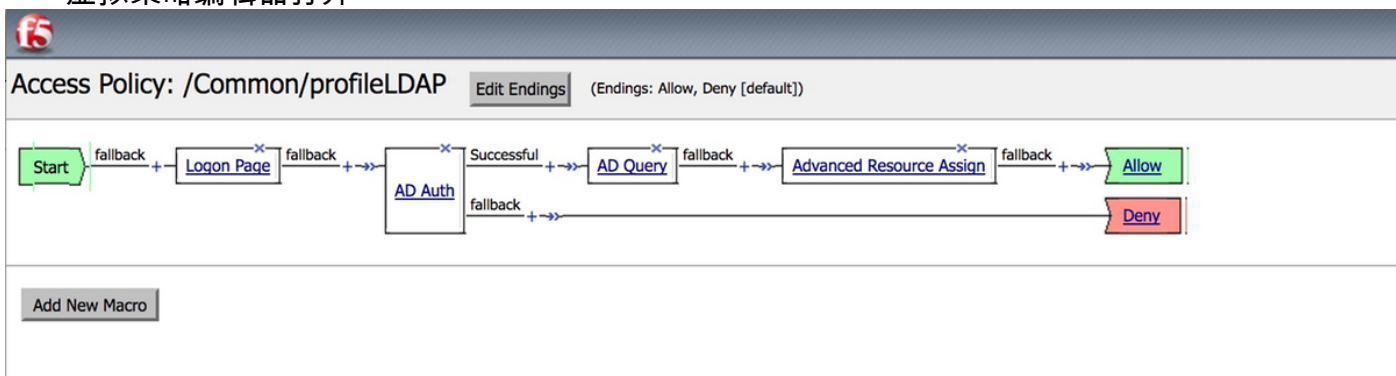 f5
Access Policy: /Common/profileLDAP Edit Endings (Endings: Allow, Deny [default])
Start fallback + Logon Page fallback + AD Auth Successful + AD Query fallback + Advanced Resource Assign fallback + Allow
fallback + Deny
Add New Macro